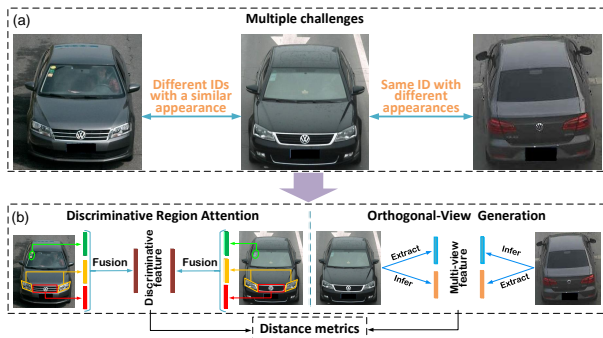 (a)
Multiple challenges
Different IDs
with a similar
appearance
Same ID with
different
appearances
(b)
Discriminative Region Attention
Orthogonal-View Generation
Fusion
Discriminative
feature
Fusion
Extract
Infer
Multi-view
feature
Infer
Extract
Distance metrics